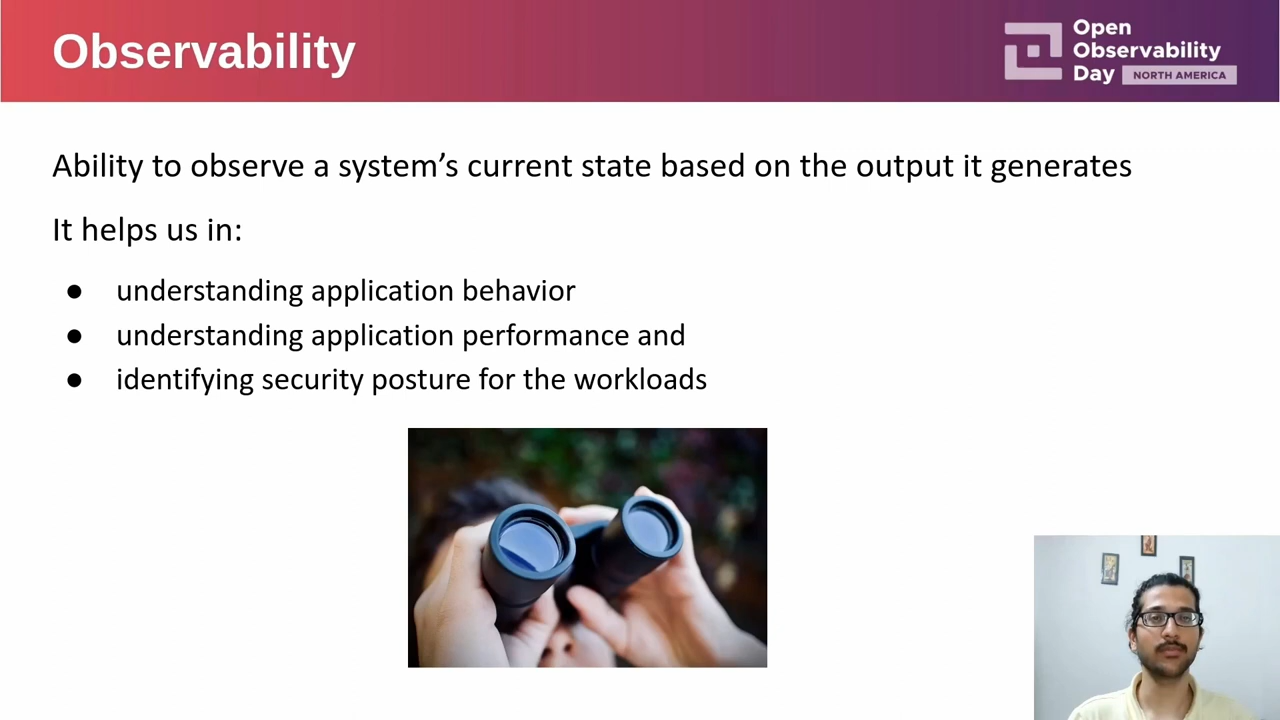 Observability
Open
Observability
Day NORTH AMERICA
Ability to observe a system’s current state based on the output it generates
It helps us in:
● understanding application behavior
● understanding application performance and
● identifying security posture for the workloads